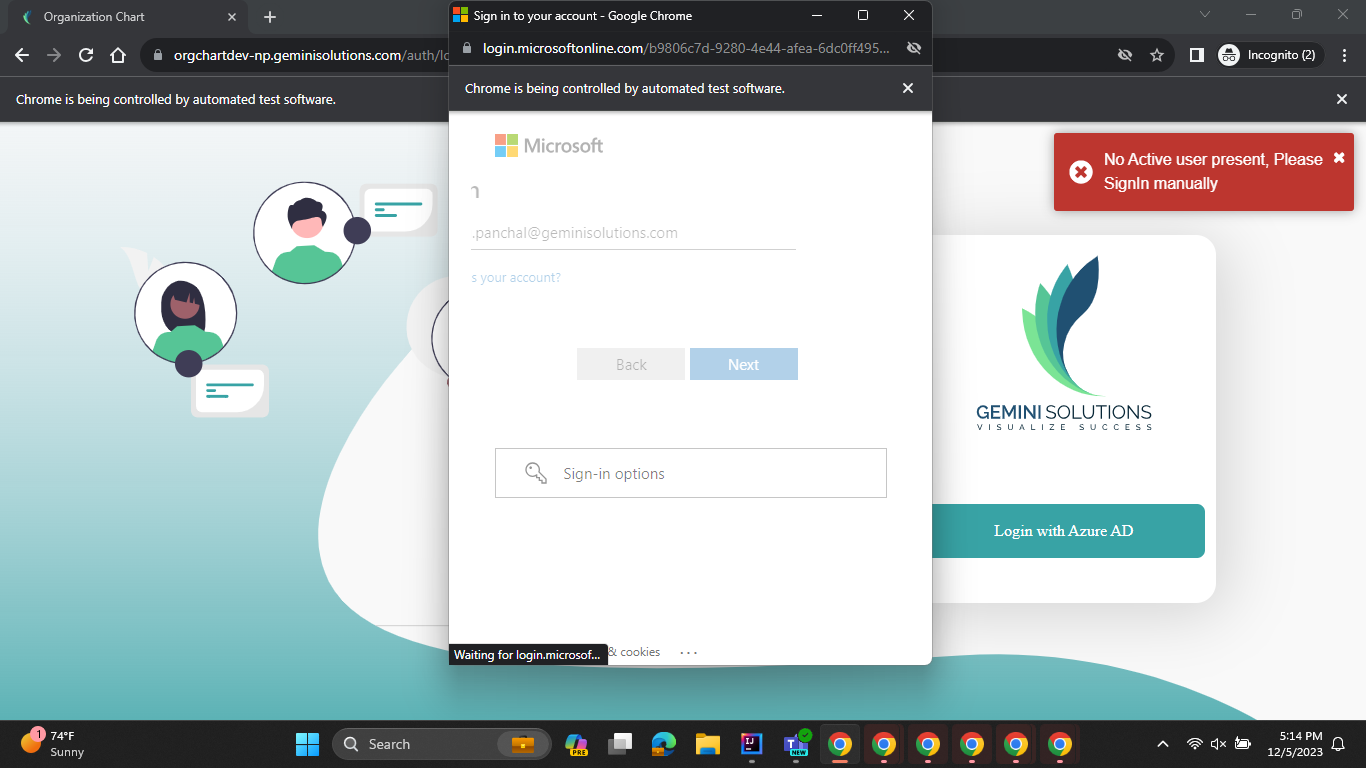 Organization Chart
Sign in to your account - Google Chrome
orgchartdev-np.geminisolutions.com/auth/lo
login.microsoftonline.com/b9806c7d-9280-4e44-afea-6dc0ff495...
Incognito (2)
Chrome is being controlled by automated test software.
Chrome is being controlled by automated test software.
Microsoft
n
.panchal@geminisolutions.com
s your account?
Back
Next
Sign-in options
& cookies
...
Waiting for login.microsof...
No Active user present, Please
SignIn manually
GEMINI SOLUTIONS
VISUALIZE SUCCESS
Login with Azure AD
1
74°F
Sunny
Search
PRE
IJ
T
NEW
5:14 PM
12/5/2023